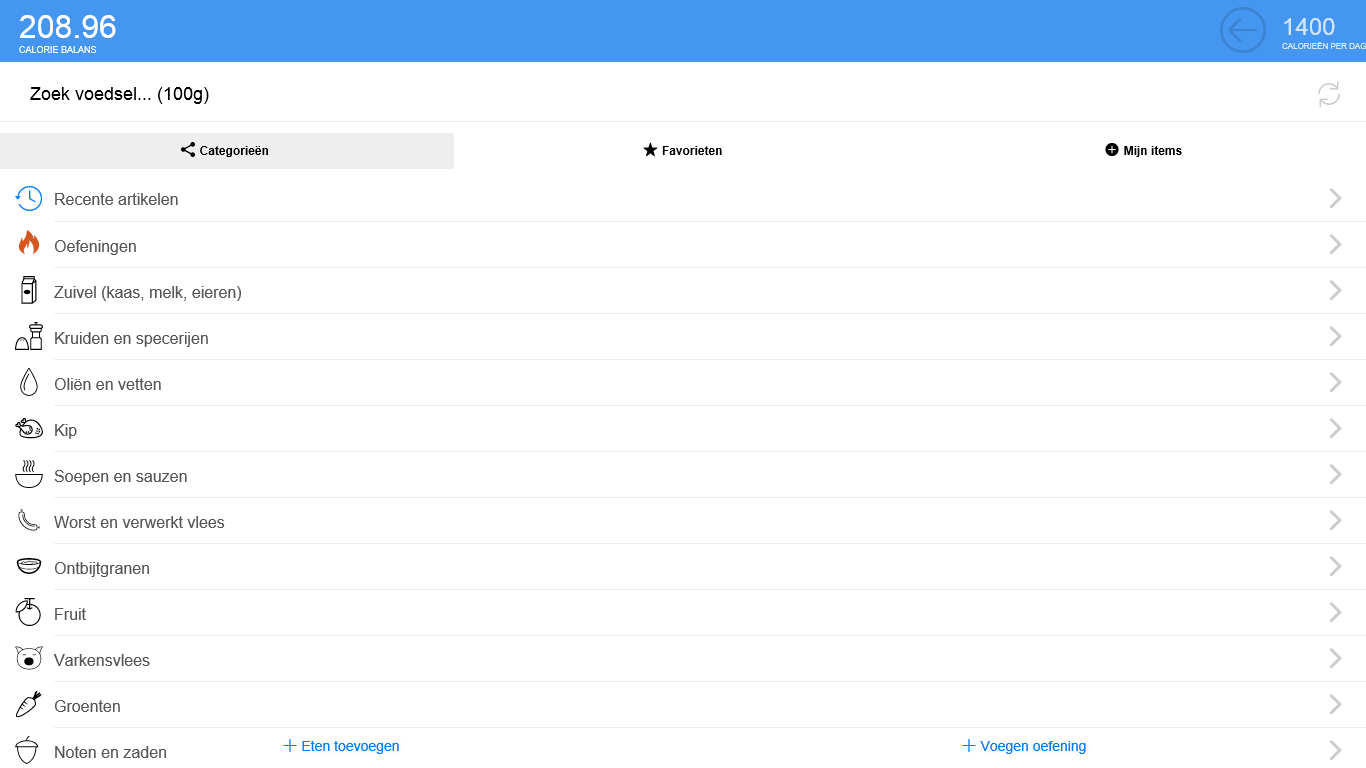 208.96
CALORIE BALANS
1400
CALORIEËN PER DAG
Zoek voedsel... (100g)
Categorieën
Favorieten
Mijn items
Recente artikelen
Oefeningen
Zuivel (kaas, melk, eieren)
Kruiden en specerijen
Oliën en vetten
Kip
Soepen en sauzen
Worst en verwerkt vlees
Ontbijtgranen
Fruit
Varkensvlees
Groenten
Noten en zaden
Eten toevoegen
Voegen oefening